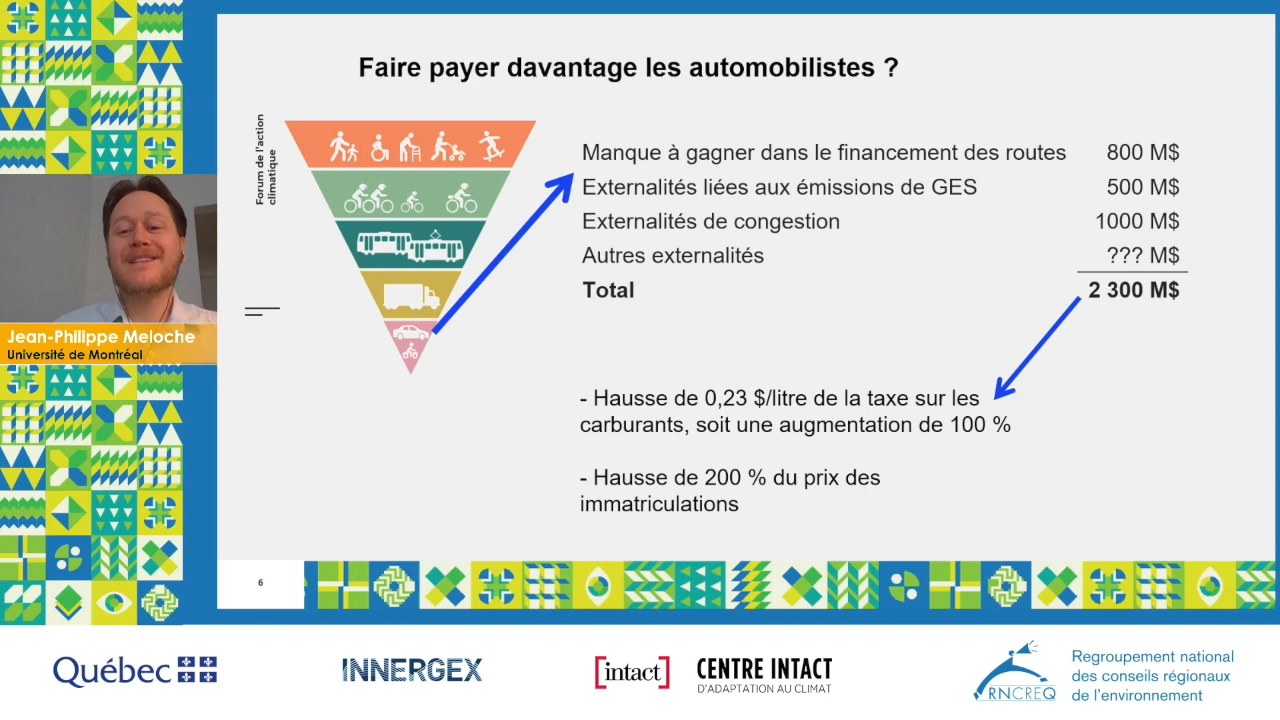 Faire payer davantage les automobilistes ?
Forum de l'action
climatique
Manque à gagner dans le financement des routes 800 M$
Externalités liées aux émissions de GES 500 M$
Externalités de congestion 1000 M$
Autres externalités ??? M$
Total 2 300 M$
- Hausse de 0,23 $/litre de la taxe sur les
carburants, soit une augmentation de 100 %
- Hausse de 200 % du prix des
immatriculations
Jean-Philippe Meloche
Université de Montréal
6
Québec
INNERGEX
[intact]
CENTRE INTACT
D'ADAPTATION AU CLIMAT
RNCREQ
Regroupement national
des conseils régionaux
de l'environnement